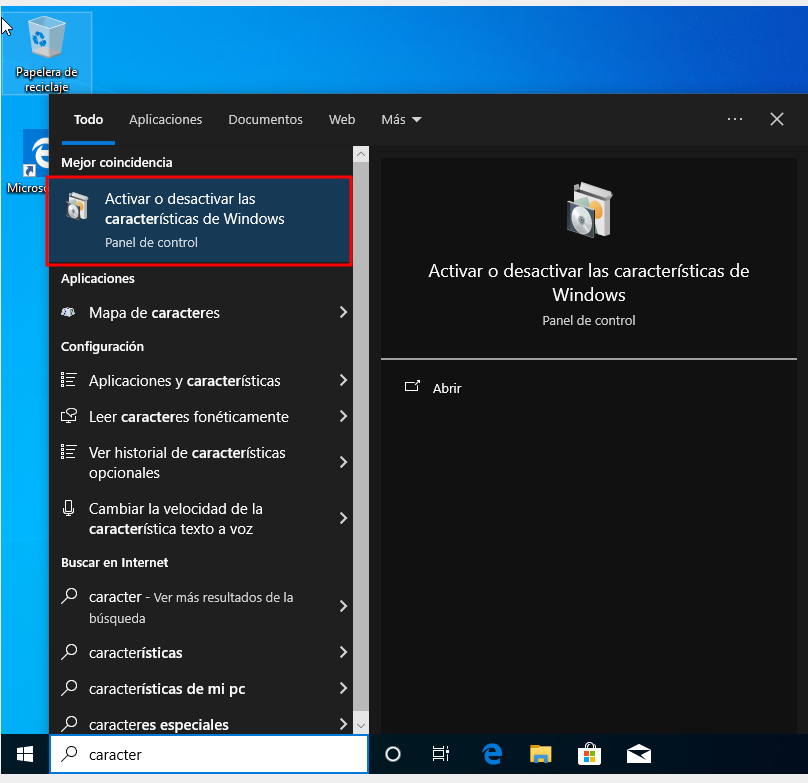 Papelera de
reciclaje
Todo
Aplicaciones
Documentos
Web
Más
Mejor coincidencia
Activar o desactivar las
características de Windows
Panel de control
Aplicaciones
Mapa de caracteres
Configuración
Aplicaciones y características
Leer caracteres fonéticamente
Ver historial de características
opcionales
Cambiar la velocidad de la
característica texto a voz
Buscar en Internet
caracter - Ver más resultados de la
búsqueda
características
características de mi pc
caracteres especiales
Activar o desactivar las características de
Windows
Panel de control
Abrir
caracter